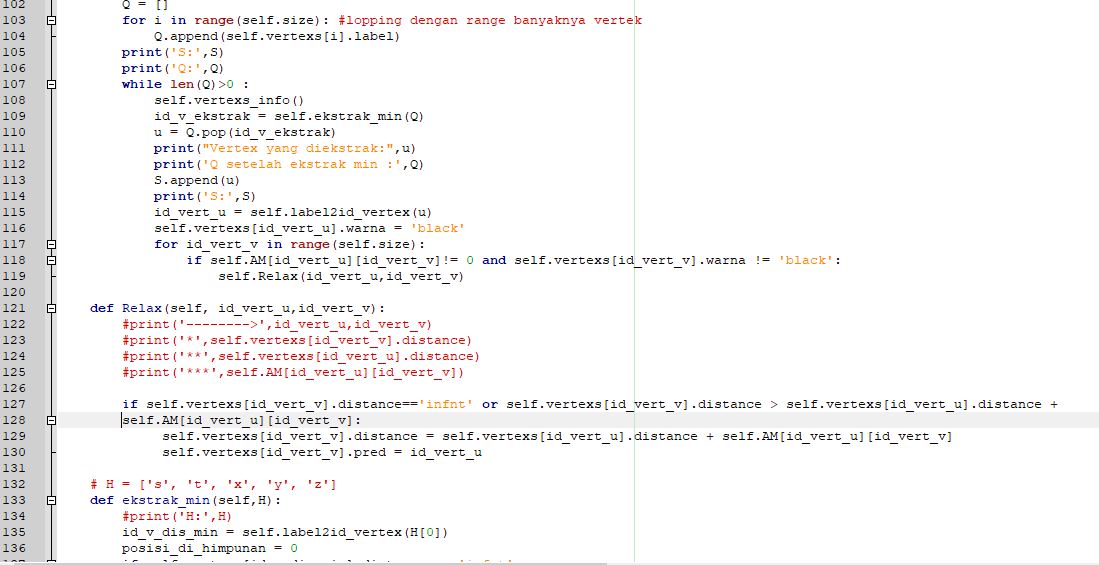 102 Q = []
103 for i in range(self.size): #lopping dengan range banyaknya vertek
104 Q.append(self.vertexs[i].label)
105 print('S:',S)
106 print('Q:',Q)
107 while len(Q)>0 :
108 self.vertexs_info()
109 id_v_ekstrak = self.ekstrak_min(Q)
110 u = Q.pop(id_v_ekstrak)
111 print("Vertex yang diekstrak:",u)
112 print('Q setelah ekstrak min :',Q)
113 S.append(u)
114 print('S:',S)
115 id_vert_u = self.label2id_vertex(u)
116 self.vertexs[id_vert_u].warna = 'black'
117 for id_vert_v in range(self.size):
118 if self.AM[id_vert_u][id_vert_v]!= 0 and self.vertexs[id_vert_v].warna != 'black':
119 self.Relax(id_vert_u,id_vert_v)
120
121 def Relax(self, id_vert_u,id_vert_v):
122 #print('-------->',id_vert_u,id_vert_v)
123 #print('*',self.vertexs[id_vert_v].distance)
124 #print('**',self.vertexs[id_vert_u].distance)
125 #print('***',self.AM[id_vert_u][id_vert_v])
126
127 if self.vertexs[id_vert_v].distance=='infnt' or self.vertexs[id_vert_v].distance > self.vertexs[id_vert_u].distance +
128 self.AM[id_vert_u][id_vert_v]:
129 self.vertexs[id_vert_v].distance = self.vertexs[id_vert_u].distance + self.AM[id_vert_u][id_vert_v]
130 self.vertexs[id_vert_v].pred = id_vert_u
131
132 # H = ['s', 't', 'x', 'y', 'z']
133 def ekstrak_min(self,H):
134 #print('H:',H)
135 id_v_dis_min = self.label2id_vertex(H[0])
136 posisi_di_himpunan = 0